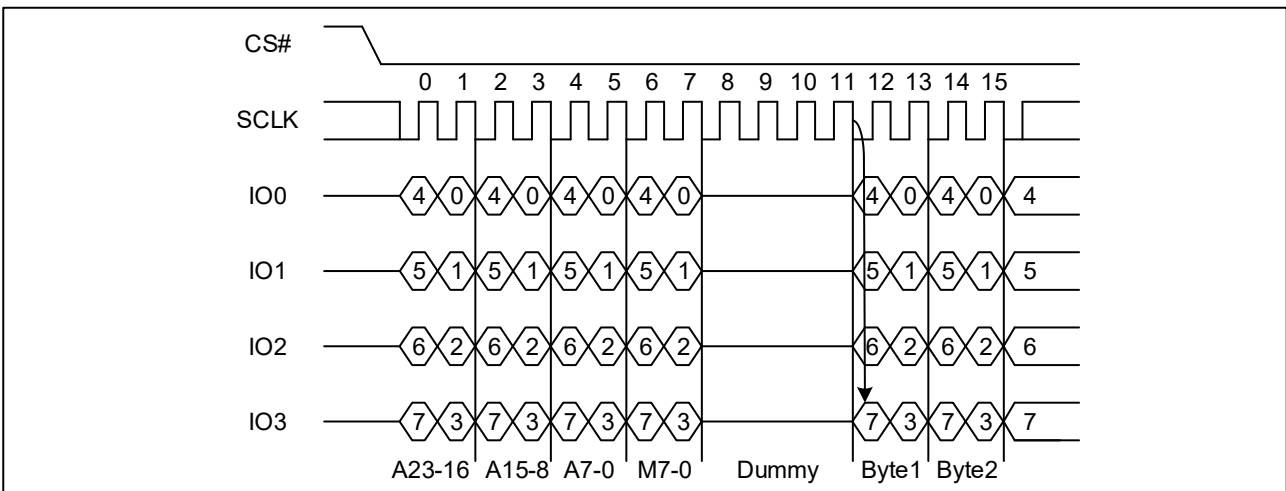 CS#
0 1 2 3 4 5 6 7 8 9 10 11 12 13 14 15
SCLK
IO0 4 0 4 0 4 0 4 0 4 0 4 0 4
IO1 5 1 5 1 5 1 5 1 5 1 5 1 5
IO2 6 2 6 2 6 2 6 2 6 2 6 2 6
IO3 7 3 7 3 7 3 7 3 7 3 7 3 7
A23-16 A15-8 A7-0 M7-0 Dummy Byte1 Byte2